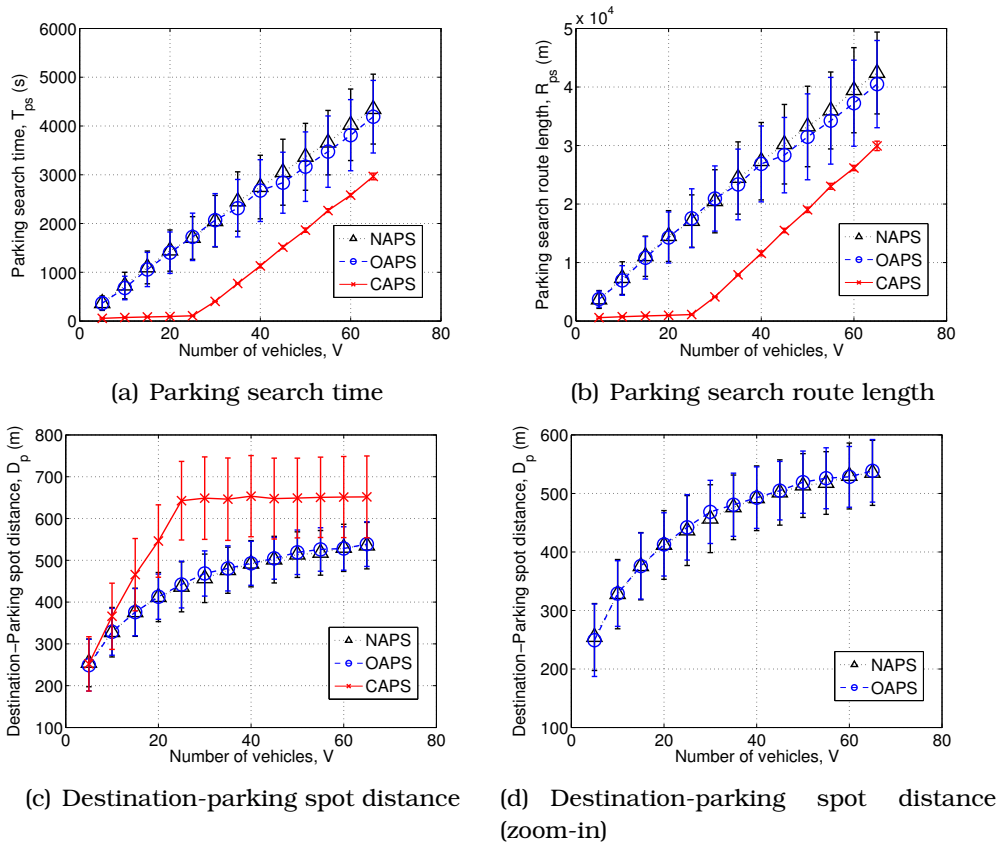 6000
5000
4000
3000
2000
1000
0
0 20 40 60 80
Parking search time, T_ps (s)
Number of vehicles, V
NAPS
OAPS
CAPS
(a) Parking search time
x 10^4
5
4
3
2
1
0
0 20 40 60 80
Parking search route length, R_ps (m)
Number of vehicles, V
NAPS
OAPS
CAPS
(b) Parking search route length
800
700
600
500
400
300
200
100
0 20 40 60 80
Destination−Parking spot distance, D_p (m)
Number of vehicles, V
NAPS
OAPS
CAPS
(c) Destination-parking spot distance
600
500
400
300
200
100
0 20 40 60 80
Destination−Parking spot distance, D_p (m)
Number of vehicles, V
NAPS
OAPS
(d) Destination-parking spot distance
(zoom-in)